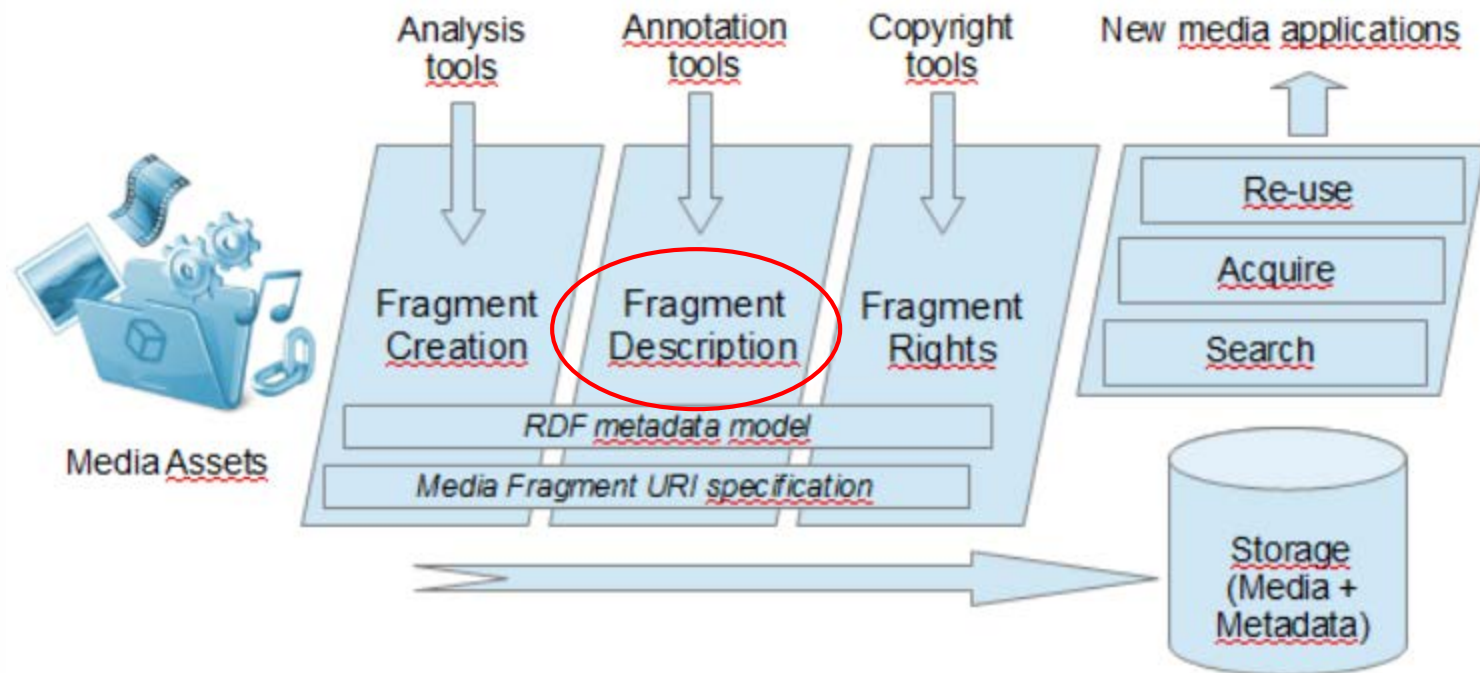 Analysis
tools
Annotation
tools
Copyright
tools
New media applications
Fragment
Creation
Fragment
Description
Fragment
Rights
Re-use
Acquire
Search
RDF metadata model
Media Fragment URI specification
Media Assets
Storage
(Media +
Metadata)